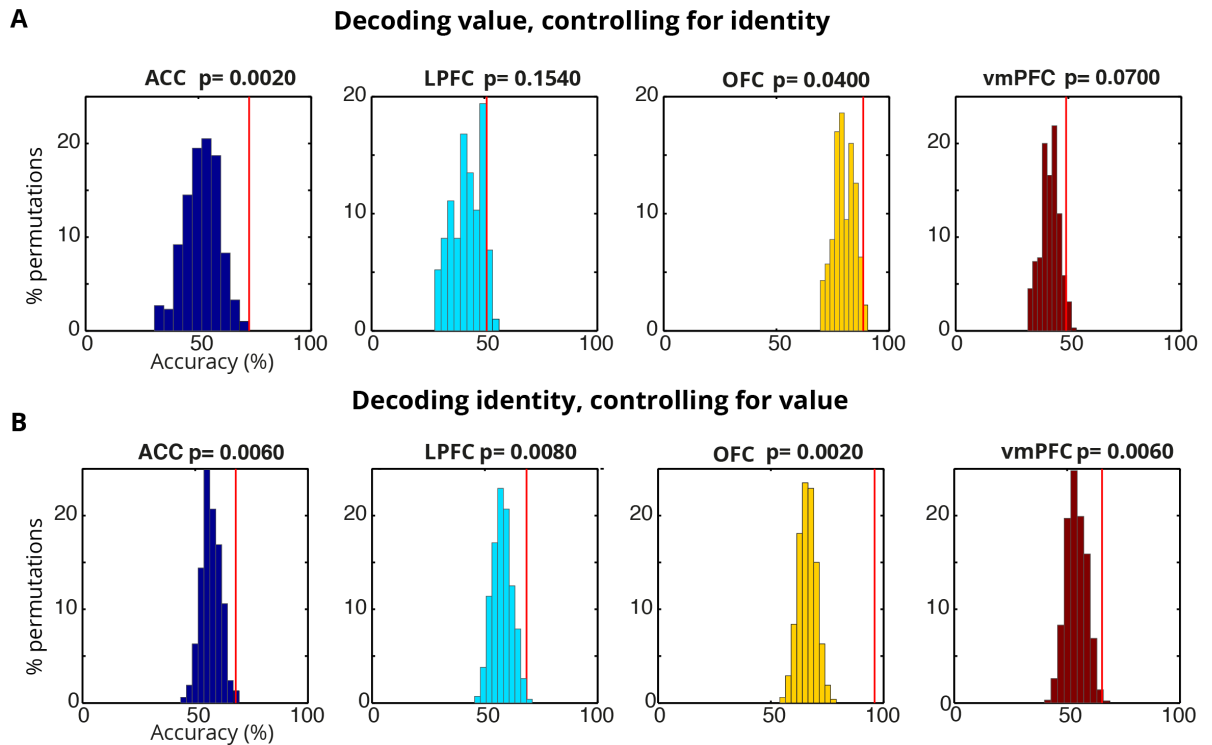 A
Decoding value, controlling for identity
ACC p= 0.0020
LPFC p= 0.1540
OFC p= 0.0400
vmPFC p= 0.0700
% permutations
20
10
0
0 50 100
20
10
0
0 50 100
20
10
0
0 50 100
20
10
0
0 50 100
Accuracy (%)
B
Decoding identity, controlling for value
ACC p= 0.0060
LPFC p= 0.0080
OFC p= 0.0020
vmPFC p= 0.0060
% permutations
20
10
0
0 50 100
20
10
0
0 50 100
20
10
0
0 50 100
20
10
0
0 50 100
Accuracy (%)